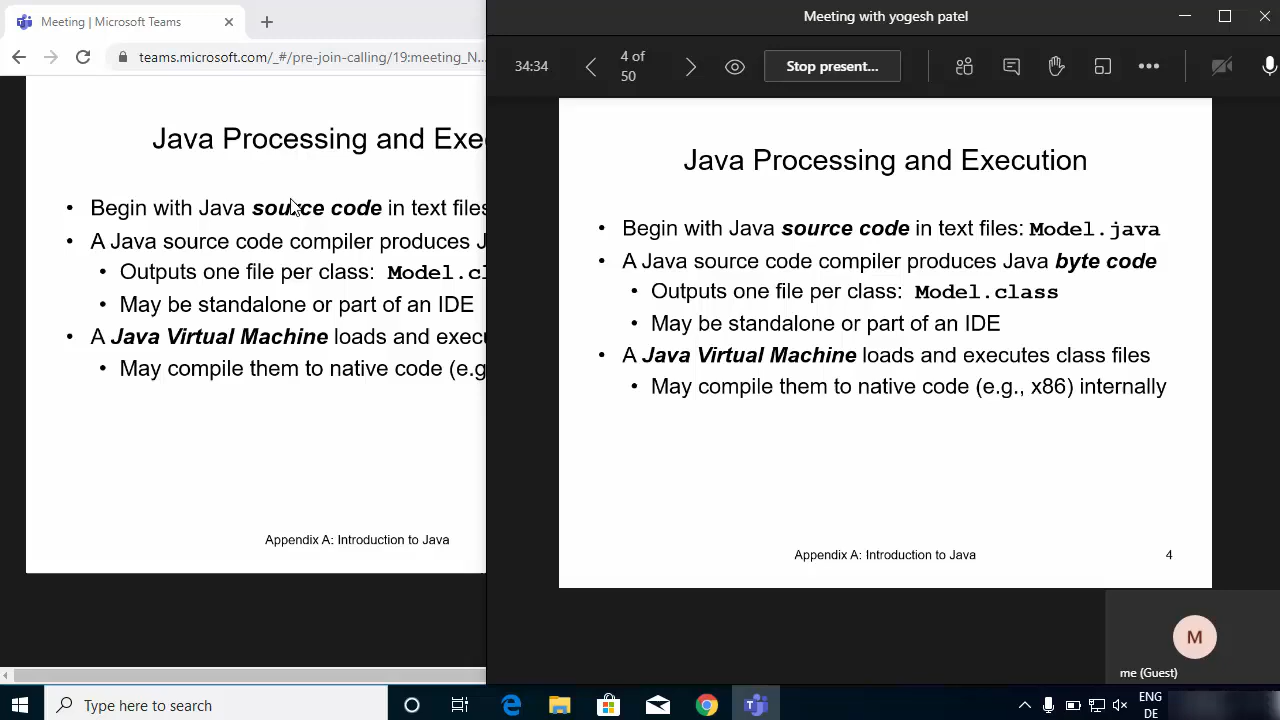 Meeting | Microsoft Teams
teams.microsoft.com/_#/pre-join-calling/19:meeting_N...
Java Processing and Exe
• Begin with Java source code in text files
• A Java source code compiler produces J
• Outputs one file per class: Model.cl
• May be standalone or part of an IDE
• A Java Virtual Machine loads and execu
• May compile them to native code (e.g
Appendix A: Introduction to Java
Meeting with yogesh patel
34:34
4 of
50
Stop present...
Java Processing and Execution
• Begin with Java source code in text files: Model.java
• A Java source code compiler produces Java byte code
• Outputs one file per class: Model.class
• May be standalone or part of an IDE
• A Java Virtual Machine loads and executes class files
• May compile them to native code (e.g., x86) internally
Appendix A: Introduction to Java
4
M
me (Guest)
Type here to search
ENG
DE